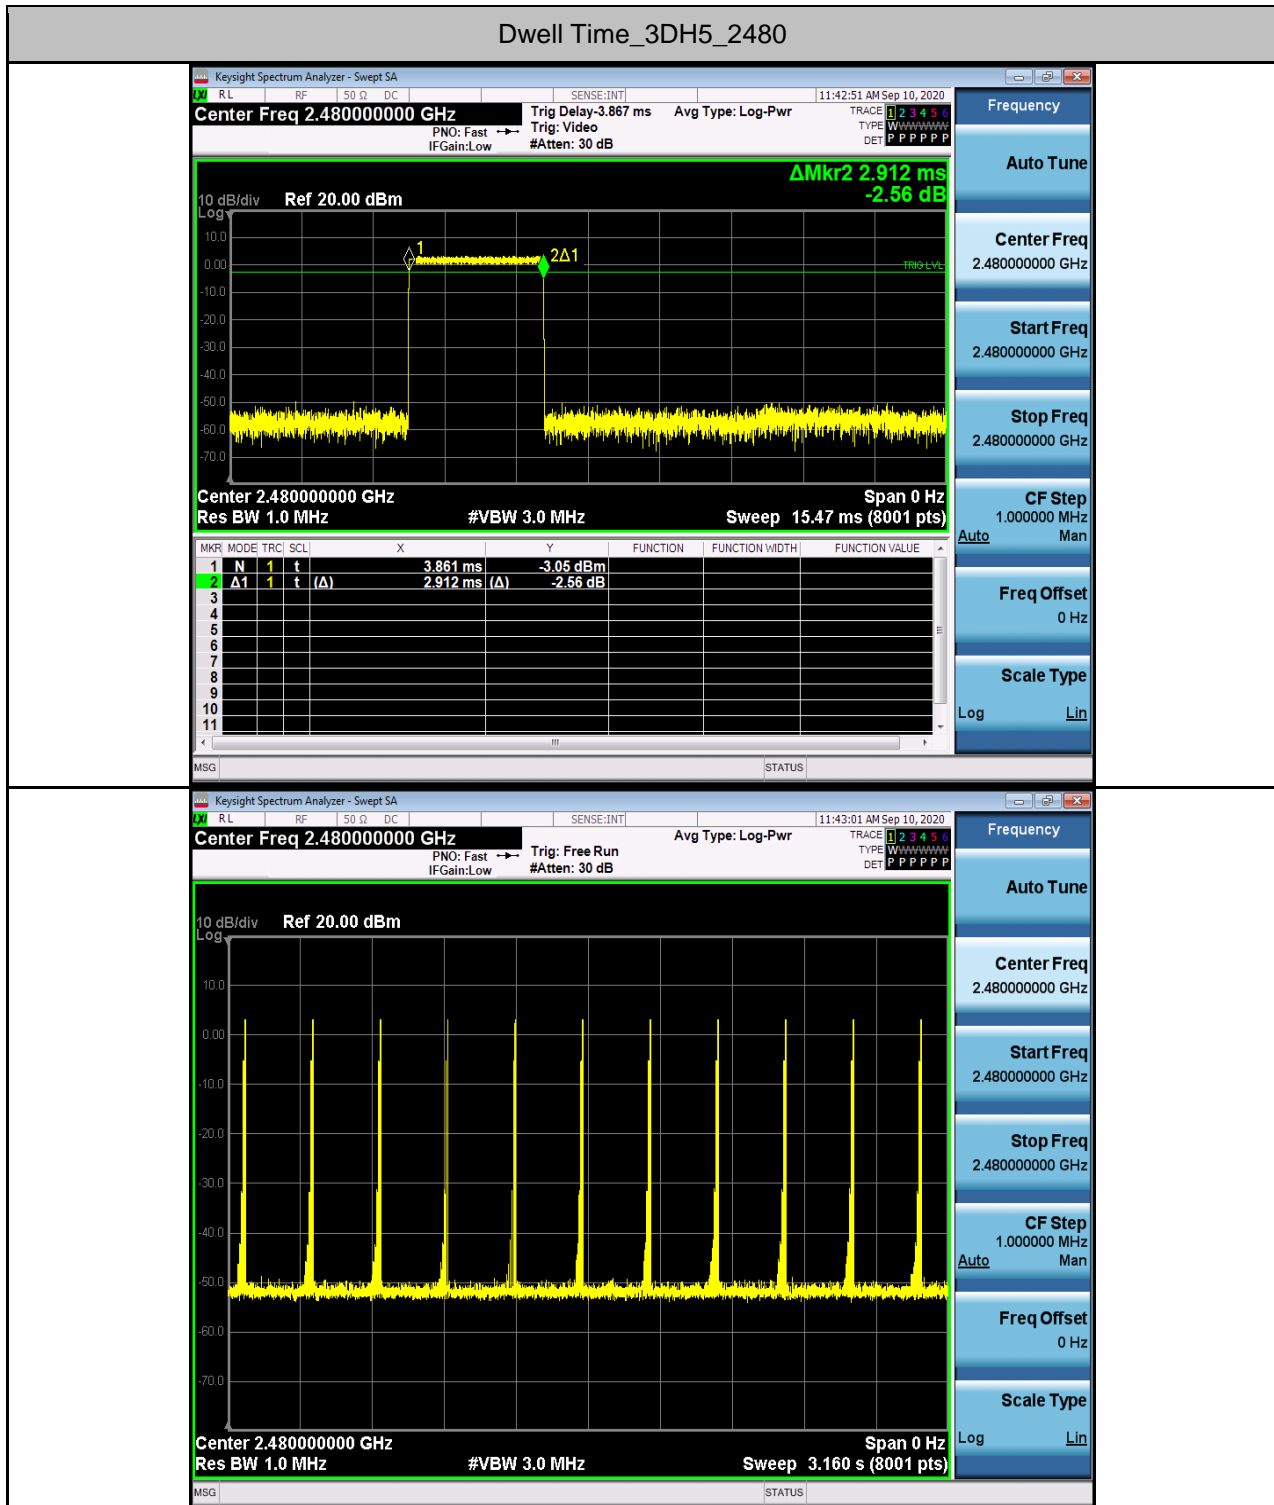 Dwell Time_3DH5_2480
Keysight Spectrum Analyzer - Swept SA
LXI RL RF 50 Ω DC SENSE:INT 11:42:51 AM Sep 10, 2020
Center Freq 2.480000000 GHz
PNO: Fast
IFGain:Low
Trig Delay-3.867 ms
Trig: Video
#Atten: 30 dB
Avg Type: Log-Pwr
TRACE 1 2 3 4 5 6
TYPE WWWWWW
DET P P P P P P
ΔMkr2 2.912 ms
-2.56 dB
10 dB/div
Log
Ref 20.00 dBm
10.0
0.00
-10.0
-20.0
-30.0
-40.0
-50.0
-60.0
-70.0
1
2Δ1
TRIG LVL
Center 2.480000000 GHz Span 0 Hz
Res BW 1.0 MHz #VBW 3.0 MHz Sweep 15.47 ms (8001 pts)
MKR MODE TRC SCL X Y FUNCTION FUNCTION WIDTH FUNCTION VALUE
1 N 1 t 3.861 ms -3.05 dBm
2 Δ1 1 t (Δ) 2.912 ms (Δ) -2.56 dB
3
4
5
6
7
8
9
10
11
MSG STATUS
Frequency
Auto Tune
Center Freq
2.480000000 GHz
Start Freq
2.480000000 GHz
Stop Freq
2.480000000 GHz
CF Step
1.000000 MHz
Auto Man
Freq Offset
0 Hz
Scale Type
Log Lin
Keysight Spectrum Analyzer - Swept SA
LXI RL RF 50 Ω DC SENSE:INT 11:43:01 AM Sep 10, 2020
Center Freq 2.480000000 GHz
PNO: Fast
IFGain:Low
Trig: Free Run
#Atten: 30 dB
Avg Type: Log-Pwr
TRACE 1 2 3 4 5 6
TYPE WWWWWW
DET P P P P P P
10 dB/div
Log
Ref 20.00 dBm
10.0
0.00
-10.0
-20.0
-30.0
-40.0
-50.0
-60.0
-70.0
Center 2.480000000 GHz Span 0 Hz
Res BW 1.0 MHz #VBW 3.0 MHz Sweep 3.160 s (8001 pts)
MSG STATUS
Frequency
Auto Tune
Center Freq
2.480000000 GHz
Start Freq
2.480000000 GHz
Stop Freq
2.480000000 GHz
CF Step
1.000000 MHz
Auto Man
Freq Offset
0 Hz
Scale Type
Log Lin